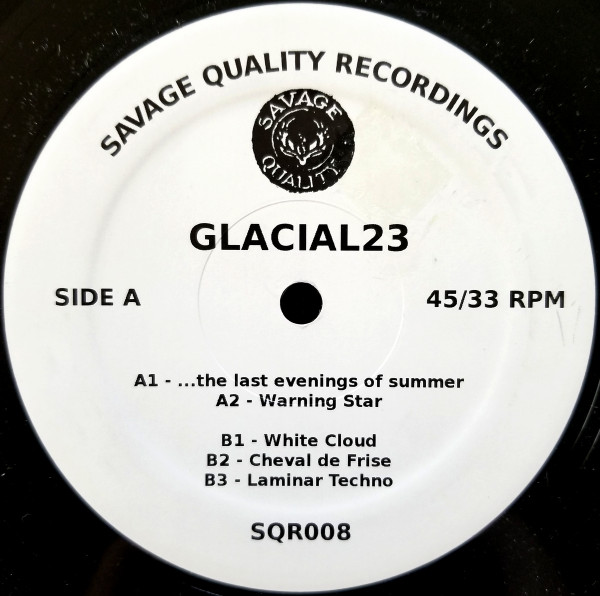 SAVAGE QUALITY RECORDINGS
SAVAGE
QUALITY
GLACIAL23
SIDE A
45/33 RPM
A1 - ...the last evenings of summer
A2 - Warning Star
B1 - White Cloud
B2 - Cheval de Frise
B3 - Laminar Techno
SQR008